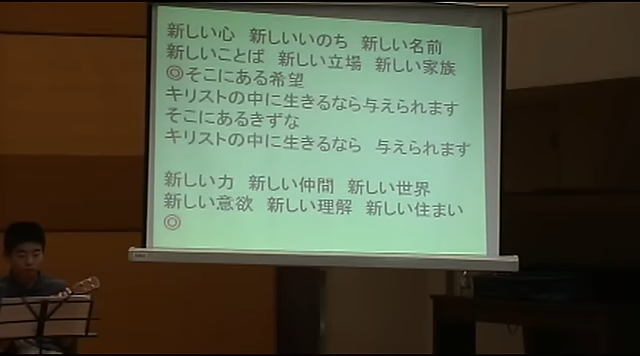 新しい心　新しいいのち　新しい名前
新しいことば　新しい立場　新しい家族
◎そこにある希望
キリストの中に生きるなら与えられます
そこにあるきずな
キリストの中に生きるなら　与えられます
新しい力　新しい仲間　新しい世界
新しい意欲　新しい理解　新しい住まい
◎